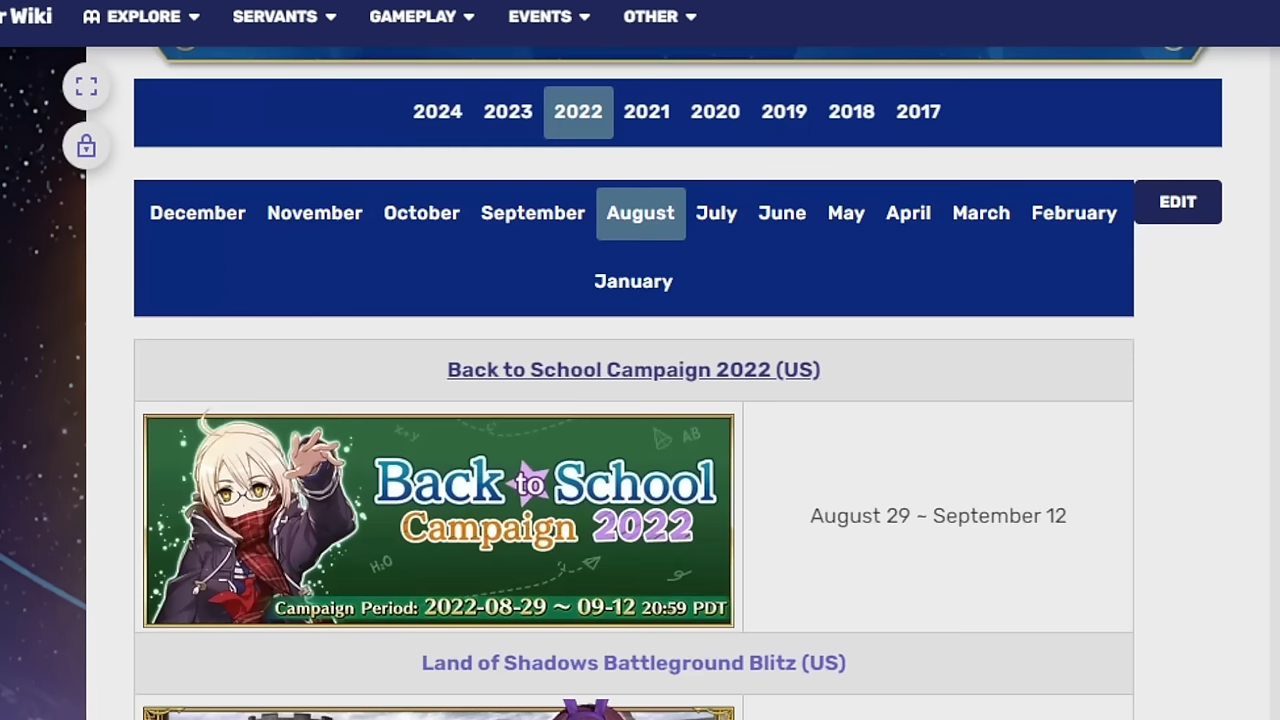 r Wiki EXPLORE SERVANTS GAMEPLAY EVENTS OTHER
2024 2023 2022 2021 2020 2019 2018 2017
December November October September August July June May April March February
EDIT
January
Back to School Campaign 2022 (US)
x+y
AB
Back to School
Campaign 2022
H₂O
Campaign Period: 2022-08-29 ~ 09-12 20:59 PDT
August 29 ~ September 12
Land of Shadows Battleground Blitz (US)